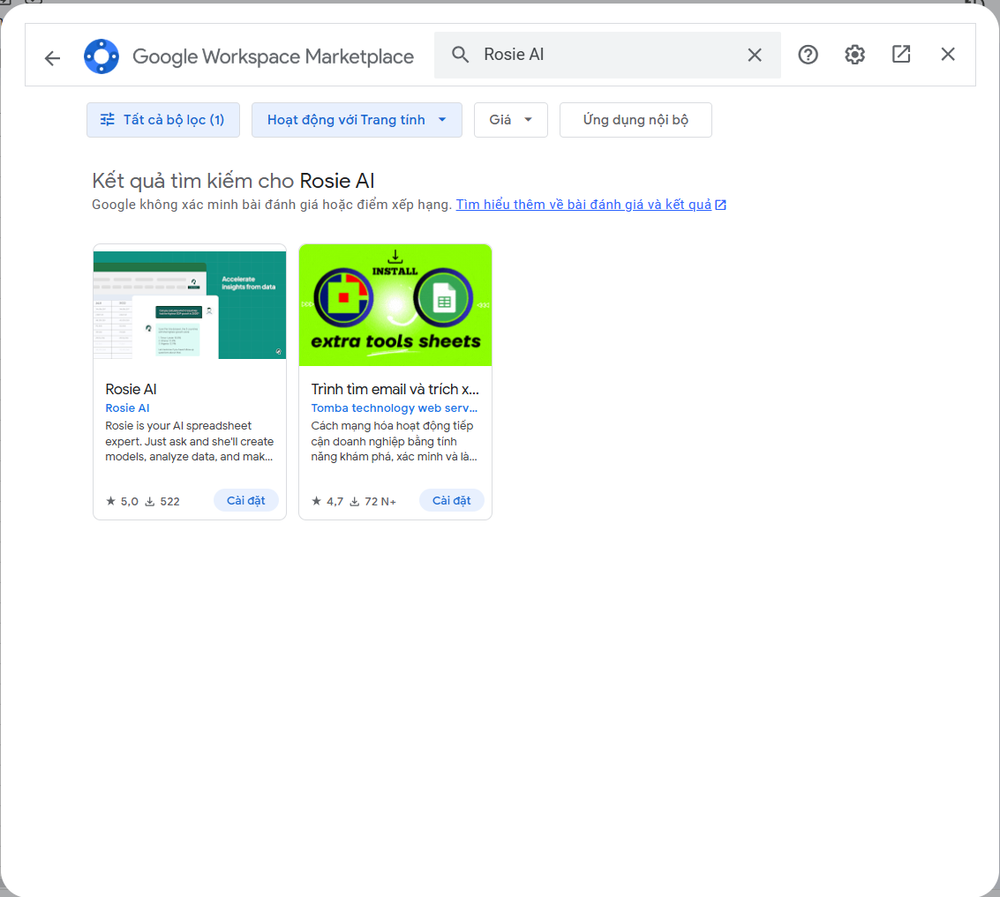 Google Workspace Marketplace
Rosie AI
Tất cả bộ lọc (1)
Hoạt động với Trang tính
Giá
Ứng dụng nội bộ
Kết quả tìm kiếm cho Rosie AI
Google không xác minh bài đánh giá hoặc điểm xếp hạng. Tìm hiểu thêm về bài đánh giá và kết quả
Accelerate
insights from data
Rosie AI
Rosie AI
Rosie is your AI spreadsheet
expert. Just ask and she'll create
models, analyze data, and mak...
5,0 522
Cài đặt
INSTALL
extra tools sheets
Trình tìm email và trích x...
Tomba technology web serv...
Cách mạng hóa hoạt động tiếp
cận doanh nghiệp bằng tính
năng khám phá, xác minh và là...
4,7 72 N+
Cài đặt